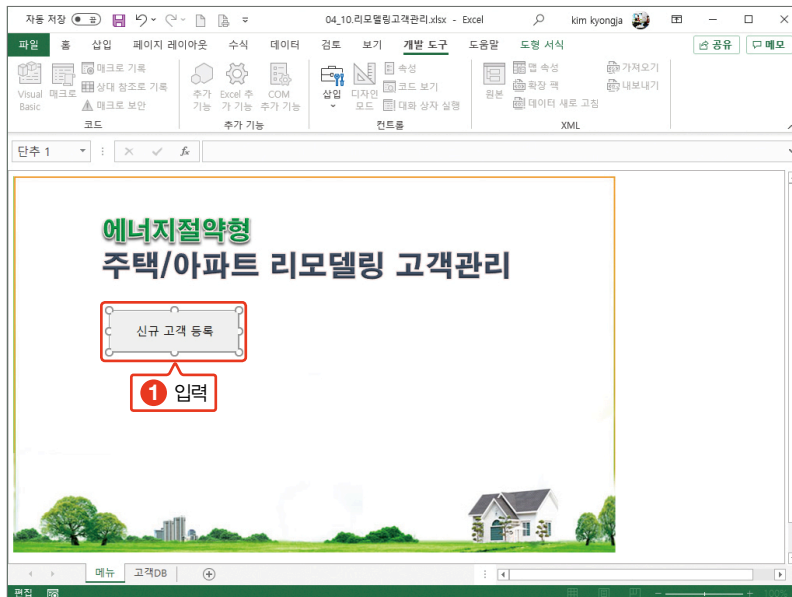 자동 저장 04_10.리모델링고객관리.xlsx - Excel kim kyongja
파일 홈 삽입 페이지 레이아웃 수식 데이터 검토 보기 개발 도구 도움말 도형 서식 공유 메모
Visual Basic
매크로
매크로 기록
상대 참조로 기록
매크로 보안
코드
추가 기능
Excel 추가 기능
COM 추가 기능
추가 기능
삽입
디자인 모드
속성
코드 보기
대화 상자 실행
컨트롤
원본
맵 속성
확장 팩
데이터 새로 고침
가져오기
내보내기
XML
단추 1 fx
에너지절약형
주택/아파트 리모델링 고객관리
신규 고객 등록
1 입력
메뉴 고객DB
편집 100%